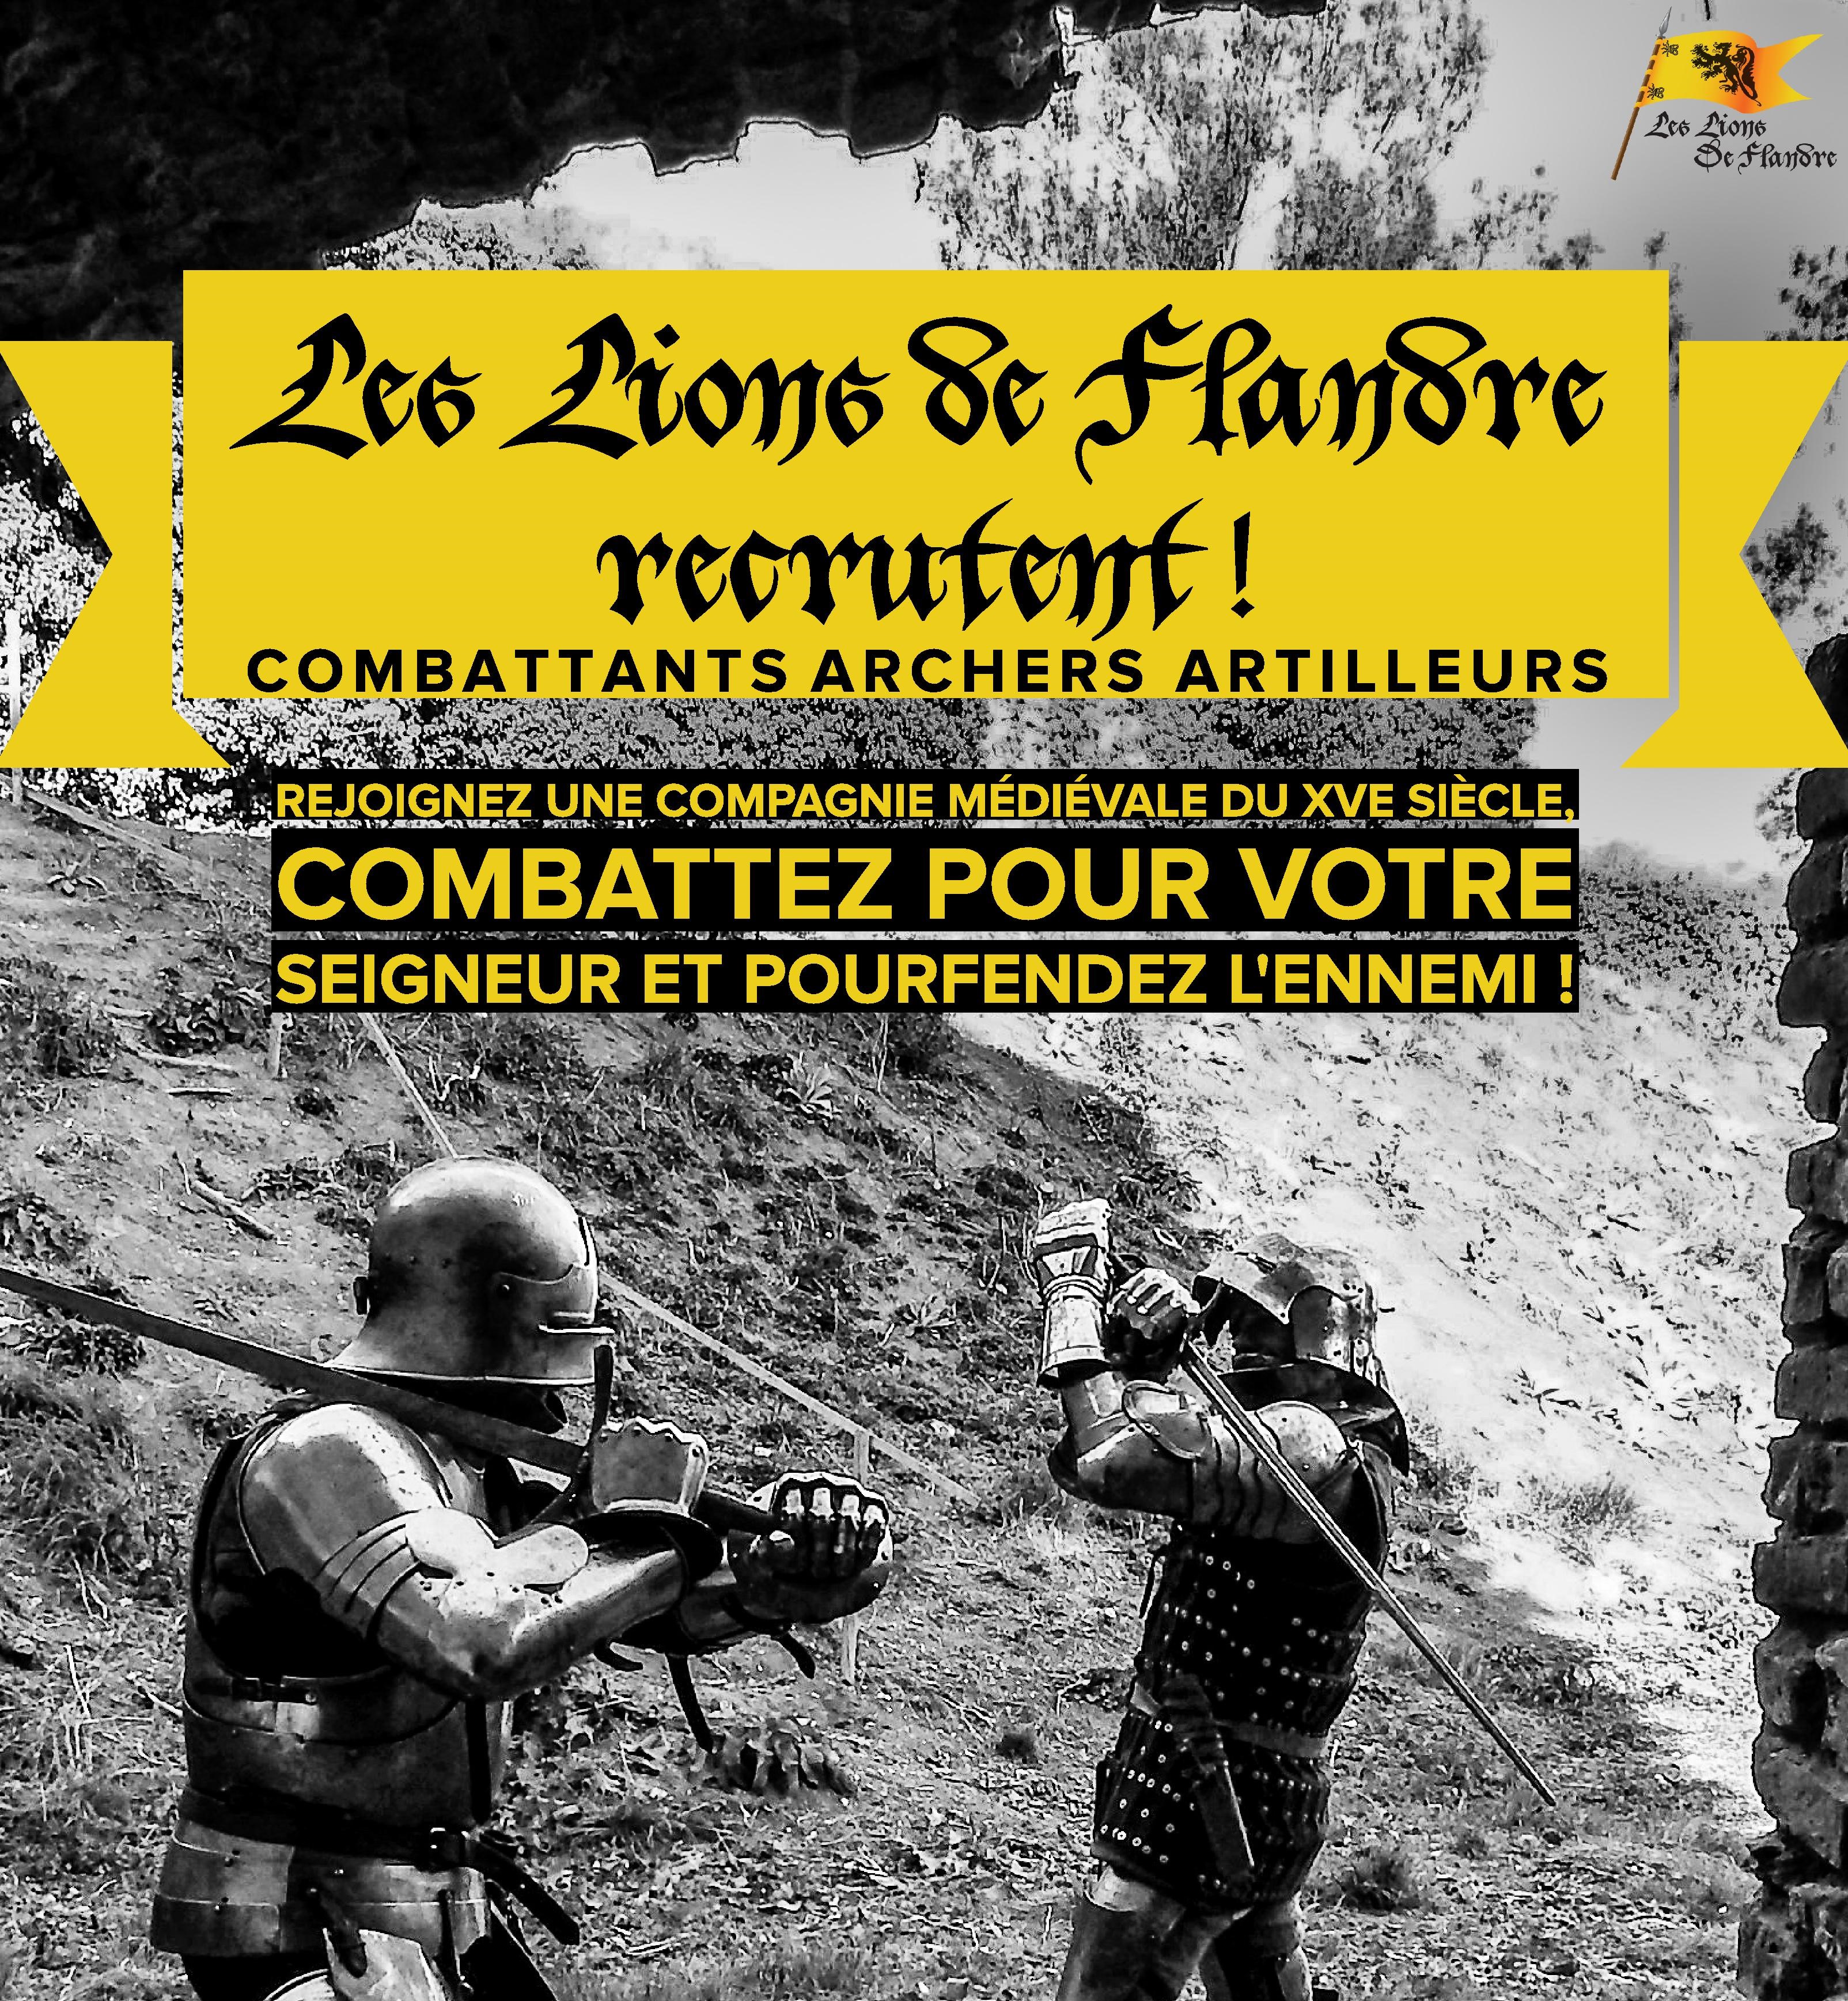 Les Lions
De Flandre
Les Lions de Flandre
recrutent !
COMBATTANTS ARCHERS ARTILLEURS
REJOIGNEZ UNE COMPAGNIE MÉDIÉVALE DU XVE SIÈCLE,
COMBATTEZ POUR VOTRE
SEIGNEUR ET POURFENDEZ L'ENNEMI !